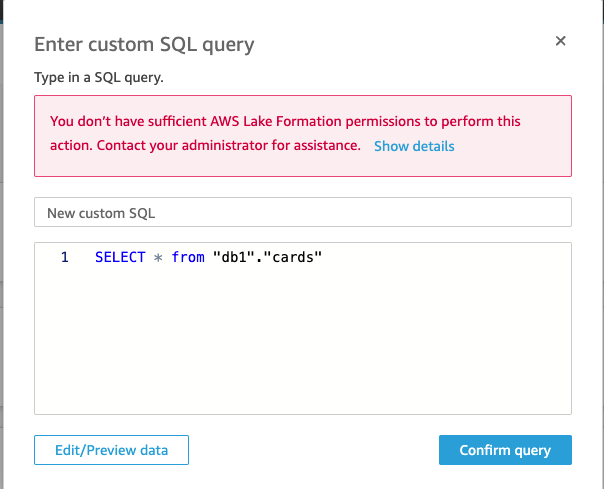 Enter custom SQL query
Type in a SQL query.
You don't have sufficient AWS Lake Formation permissions to perform this
action. Contact your administrator for assistance. Show details
New custom SQL
1 SELECT * from "db1"."cards"
Edit/Preview data Confirm query